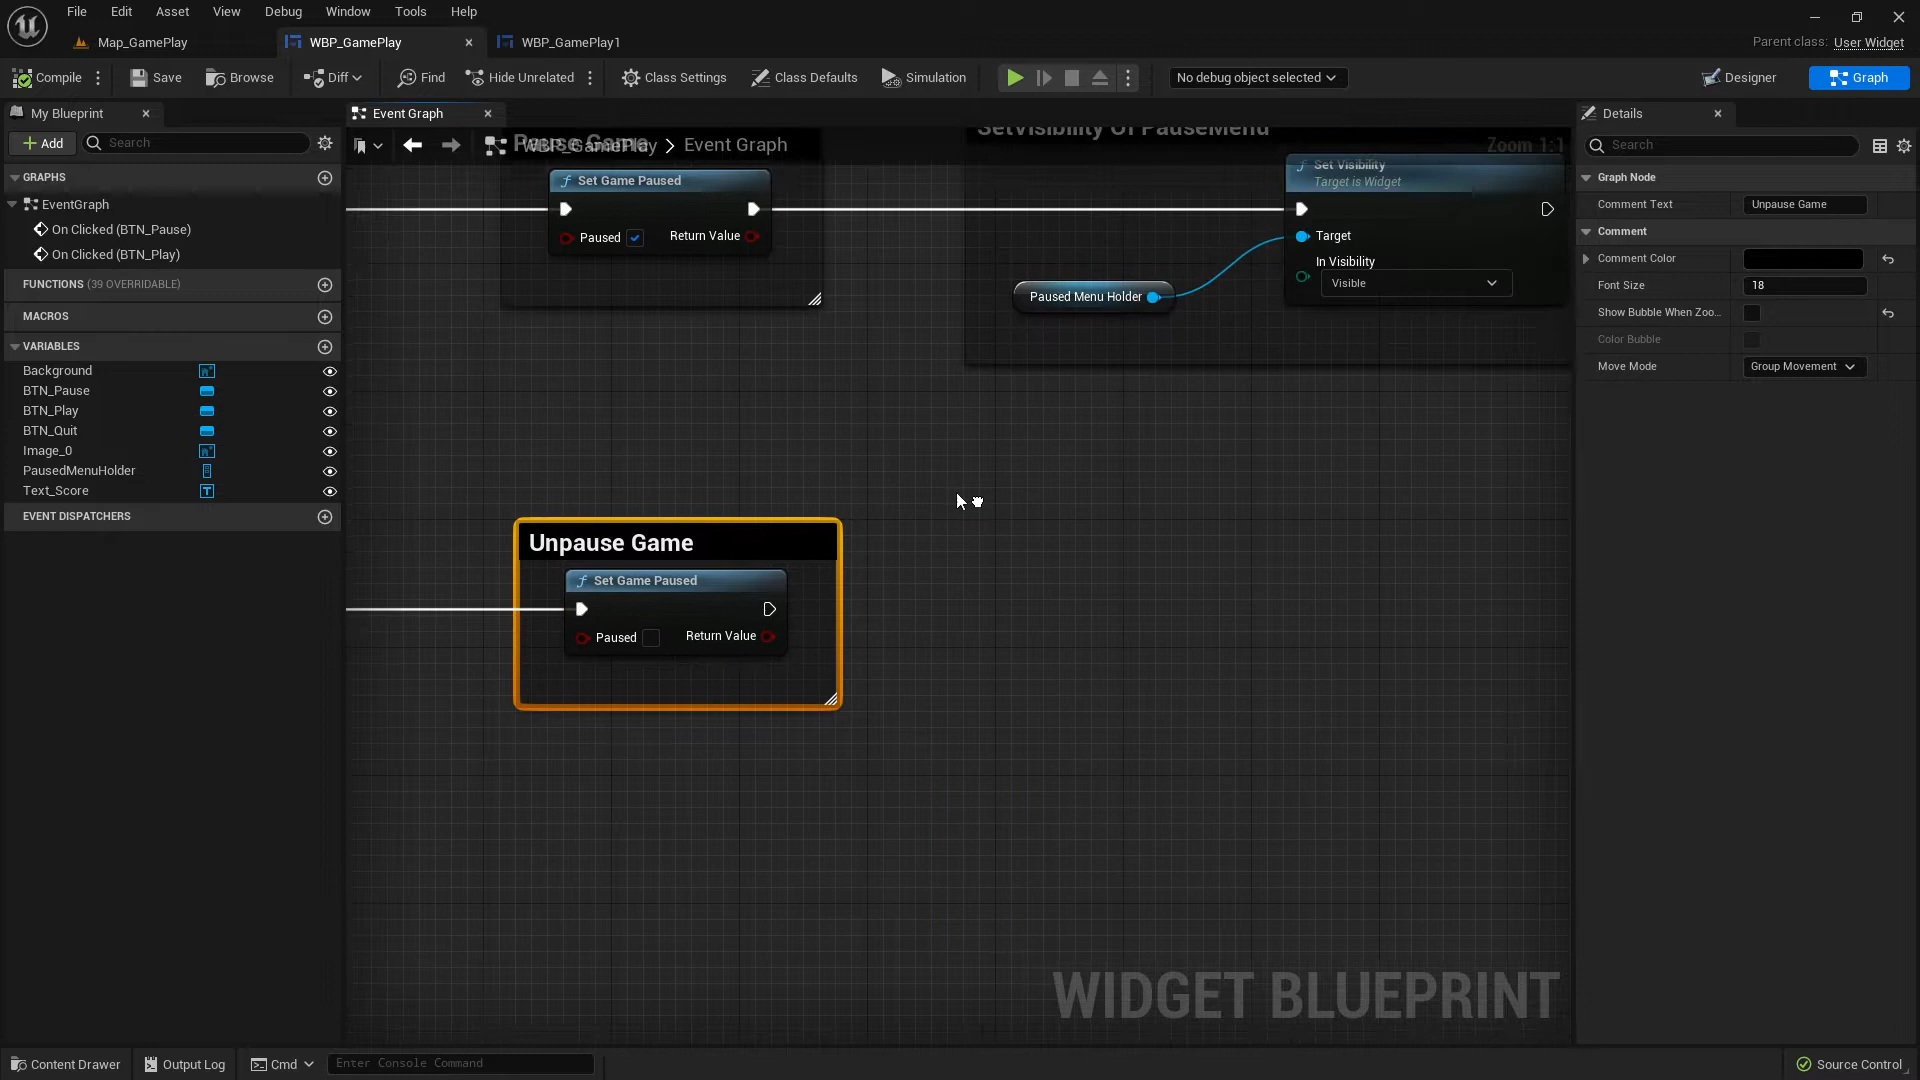 File Edit Asset View Debug Window Tools Help
Map_GamePlay WBP_GamePlay WBP_GamePlay1 Parent class: User Widget
Compile Save Browse Diff Find Hide Unrelated Class Settings Class Defaults Simulation No debug object selected Designer Graph
My Blueprint Event Graph Details
Add Search
WBP_GamePlay > Event Graph Zoom 1:1
Search
GRAPHS
EventGraph
On Clicked (BTN_Pause)
On Clicked (BTN_Play)
FUNCTIONS (39 OVERRIDABLE)
MACROS
VARIABLES
Background
BTN_Pause
BTN_Play
BTN_Quit
Image_0
PausedMenuHolder
Text_Score
EVENT DISPATCHERS
Pause Game
Set Game Paused
Paused Return Value
SetVisibility Of PauseMenu
Set Visibility
Target is Widget
Target
In Visibility
Visible
Paused Menu Holder
Unpause Game
Set Game Paused
Paused Return Value
WIDGET BLUEPRINT
Graph Node
Comment Text Unpause Game
Comment
Comment Color
Font Size 18
Show Bubble When Zoo...
Color Bubble
Move Mode Group Movement
Content Drawer Output Log Cmd Enter Console Command Source Control